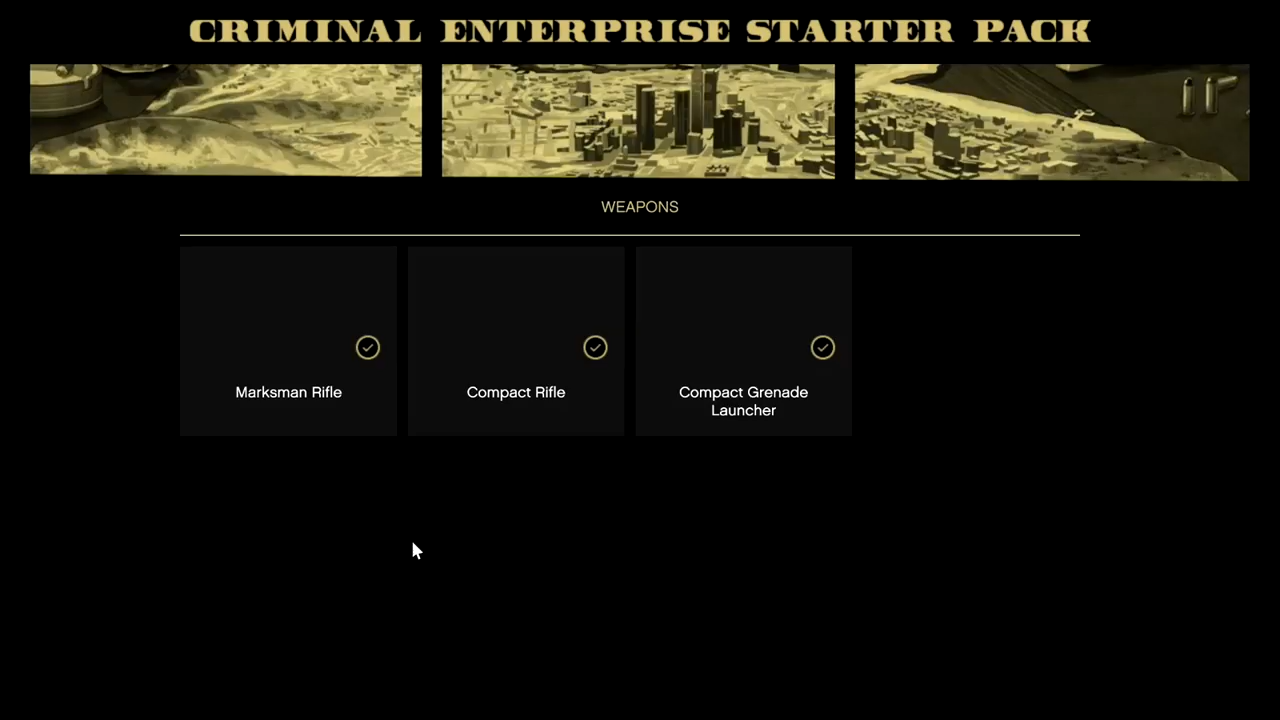 CRIMINAL ENTERPRISE STARTER PACK
WEAPONS
Marksman Rifle
Compact Rifle
Compact Grenade
Launcher